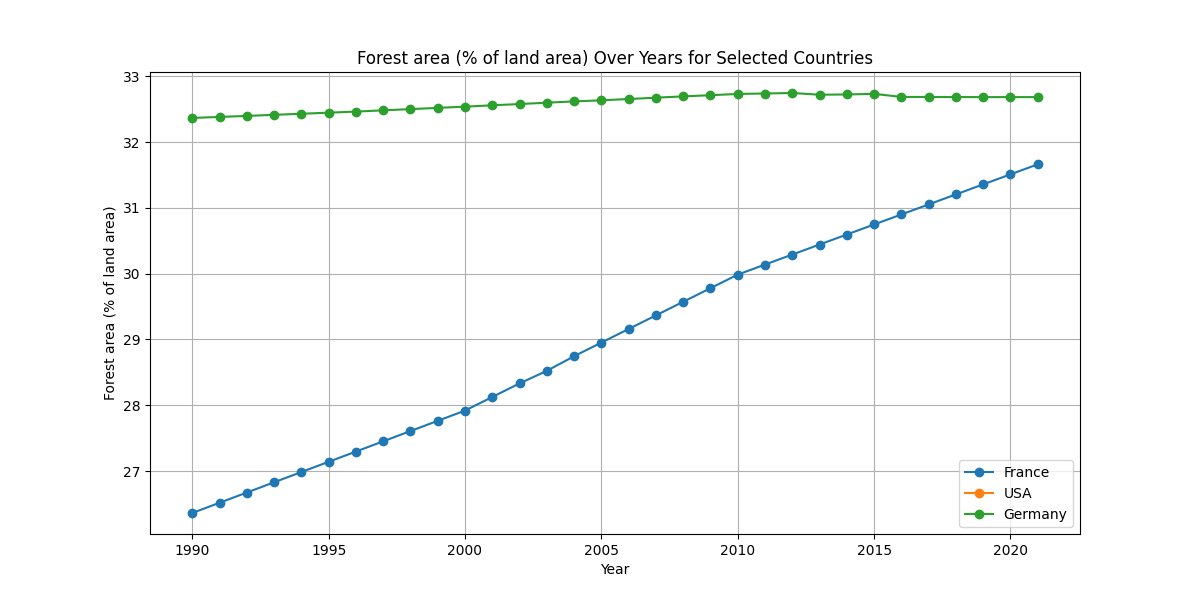 Forest area (% of land area) Over Years for Selected Countries
Forest area (% of land area)
33
32
31
30
29
28
27
1990
1995
2000
2005
2010
2015
2020
Year
France
USA
Germany